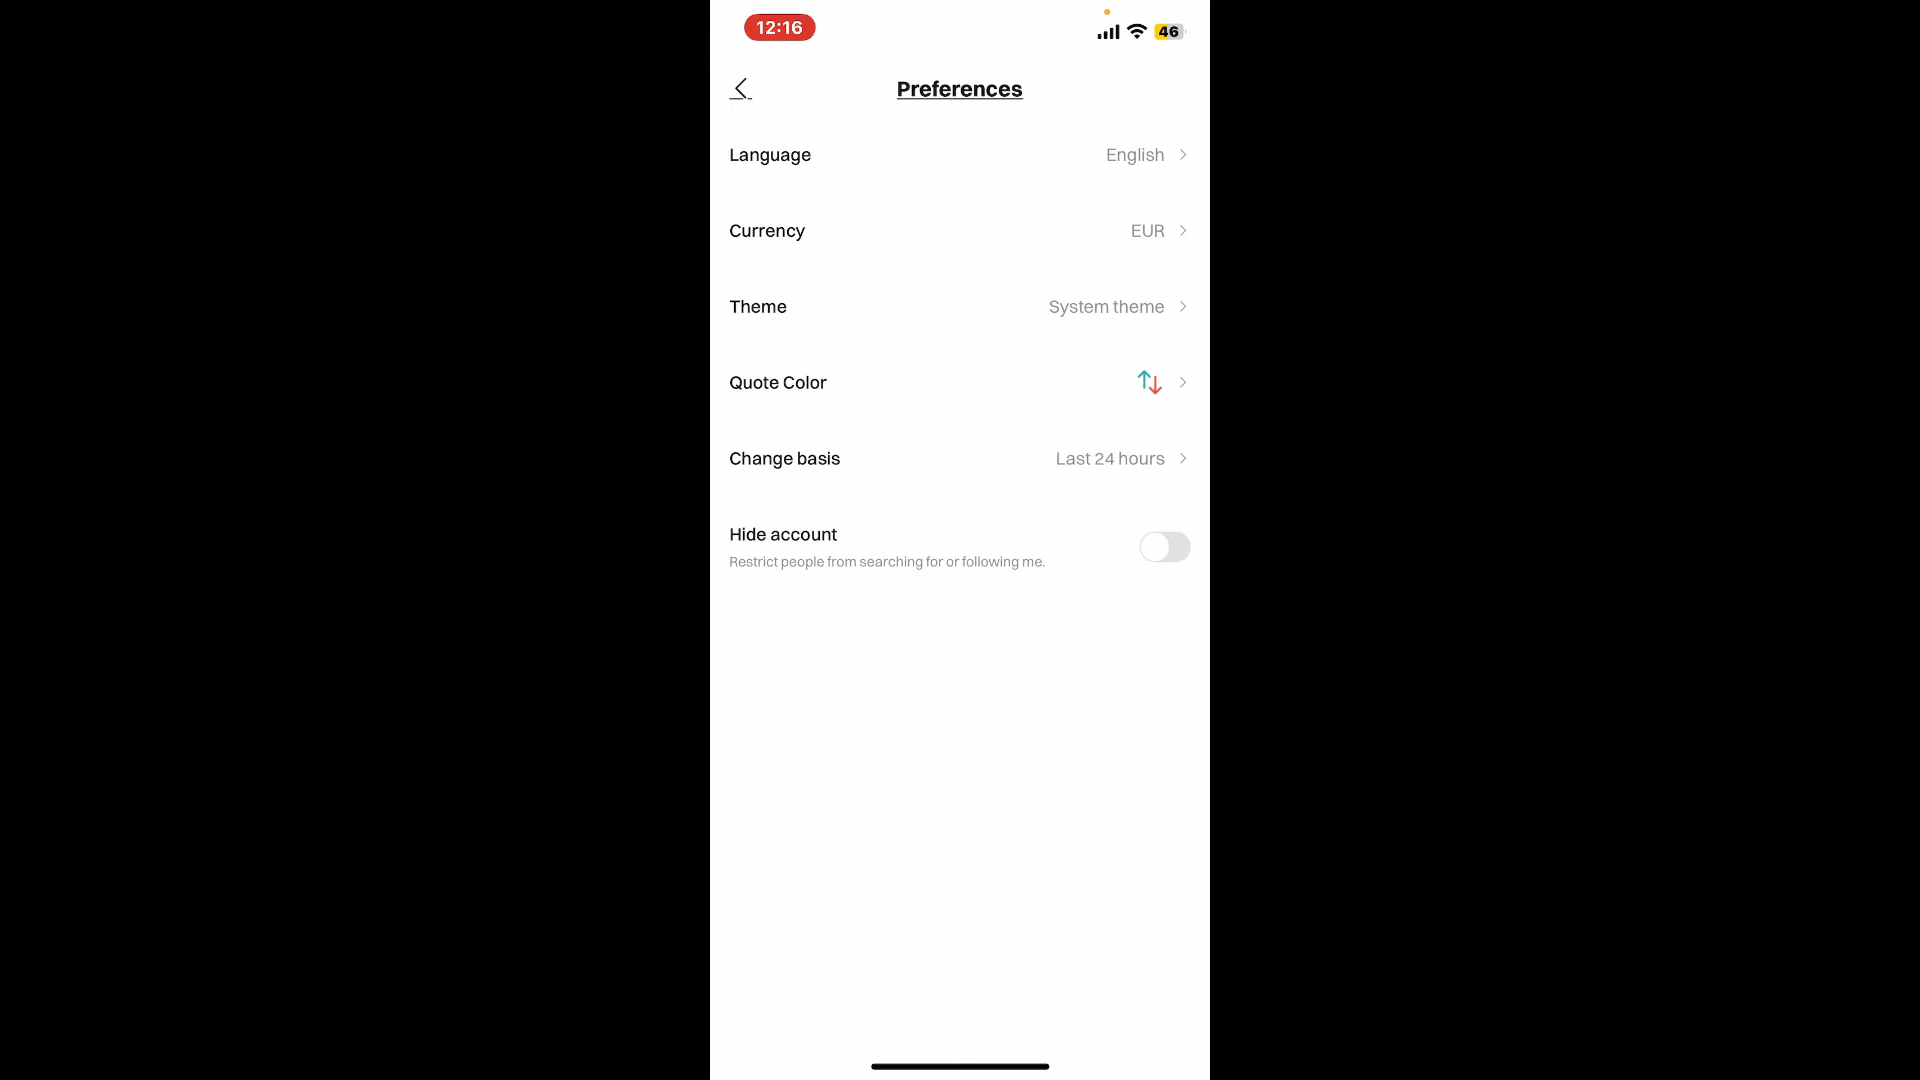 12:16
46
Preferences
Language
English
Currency
EUR
Theme
System theme
Quote Color
Change basis
Last 24 hours
Hide account
Restrict people from searching for or following me.